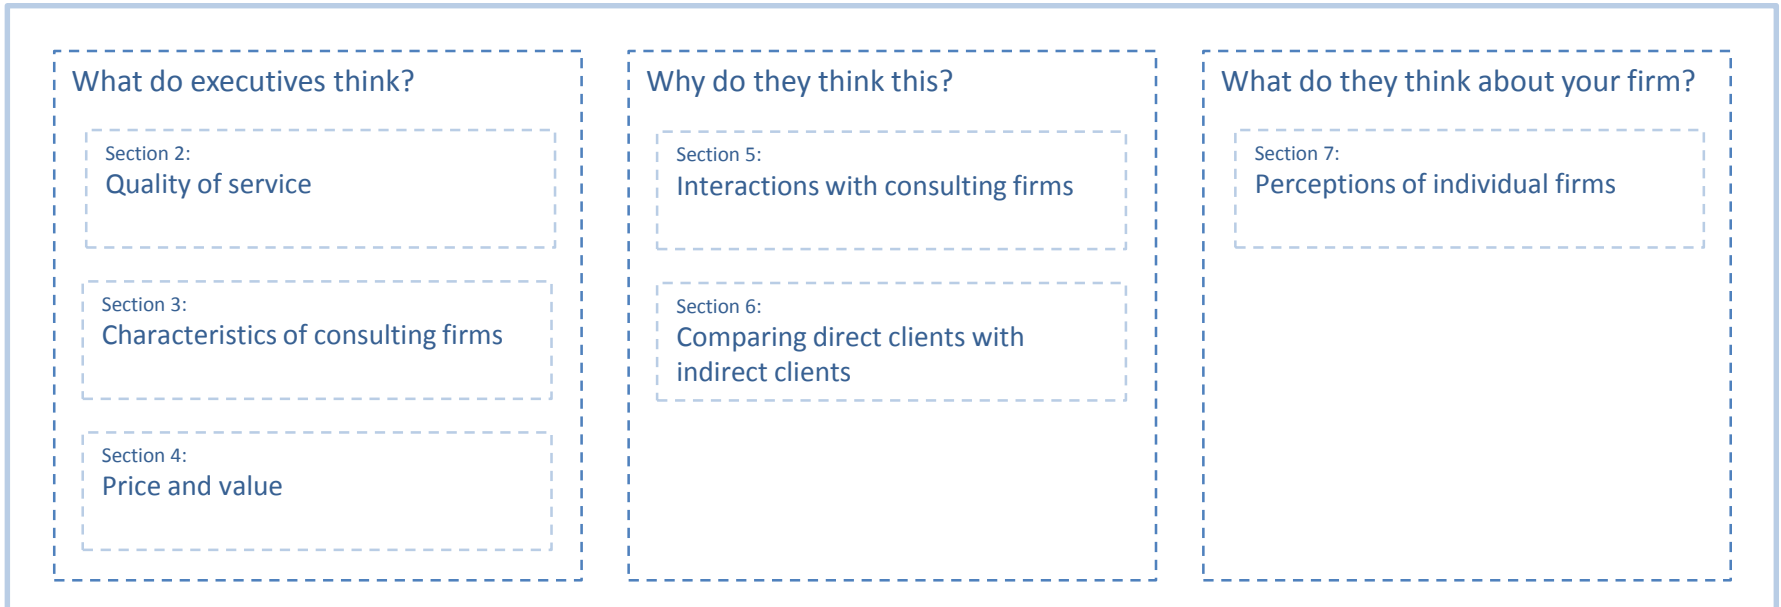 What do executives think?
Section 2:
Quality of service
Section 3:
Characteristics of consulting firms
Section 4:
Price and value
Why do they think this?
Section 5:
Interactions with consulting firms
Section 6:
Comparing direct clients with
indirect clients
What do they think about your firm?
Section 7:
Perceptions of individual firms